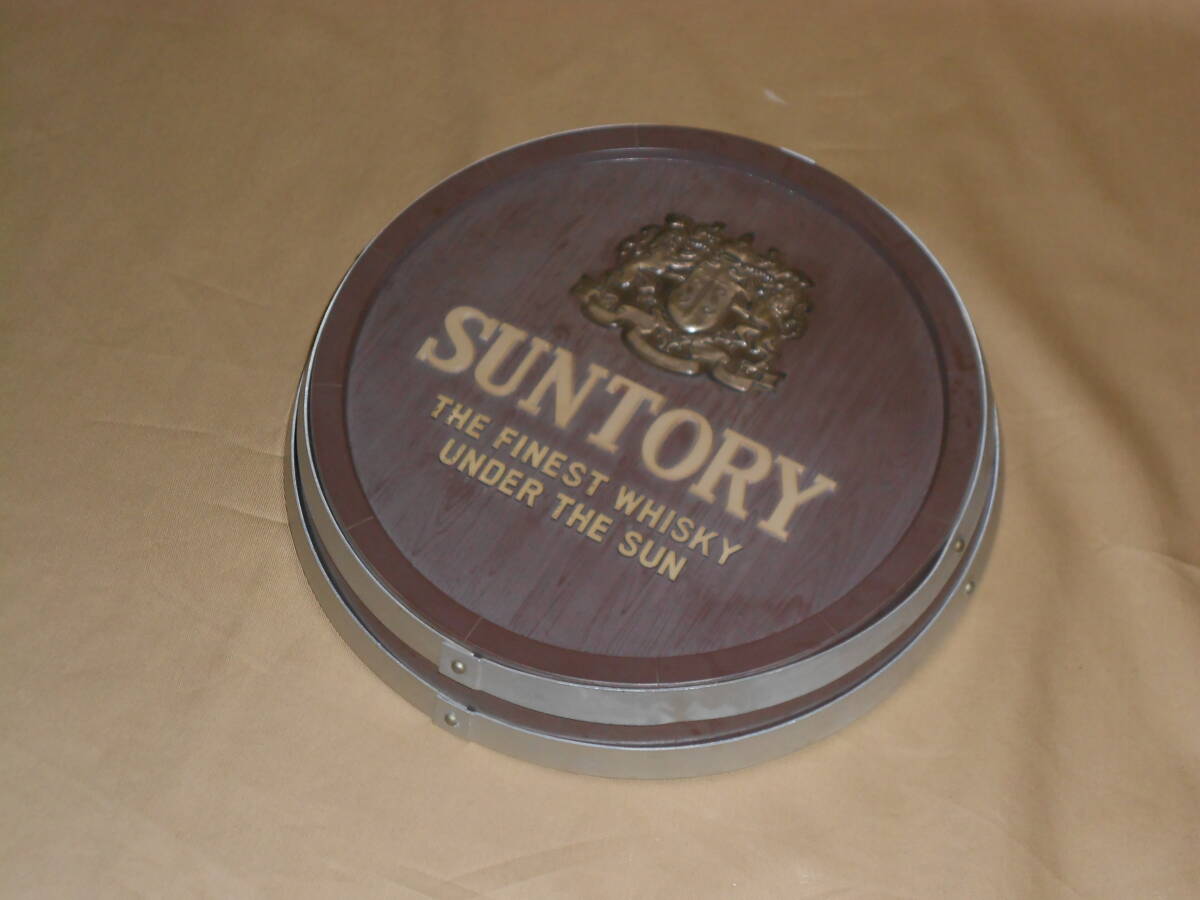 SUNTORY
THE FINEST WHISKY
UNDER THE SUN